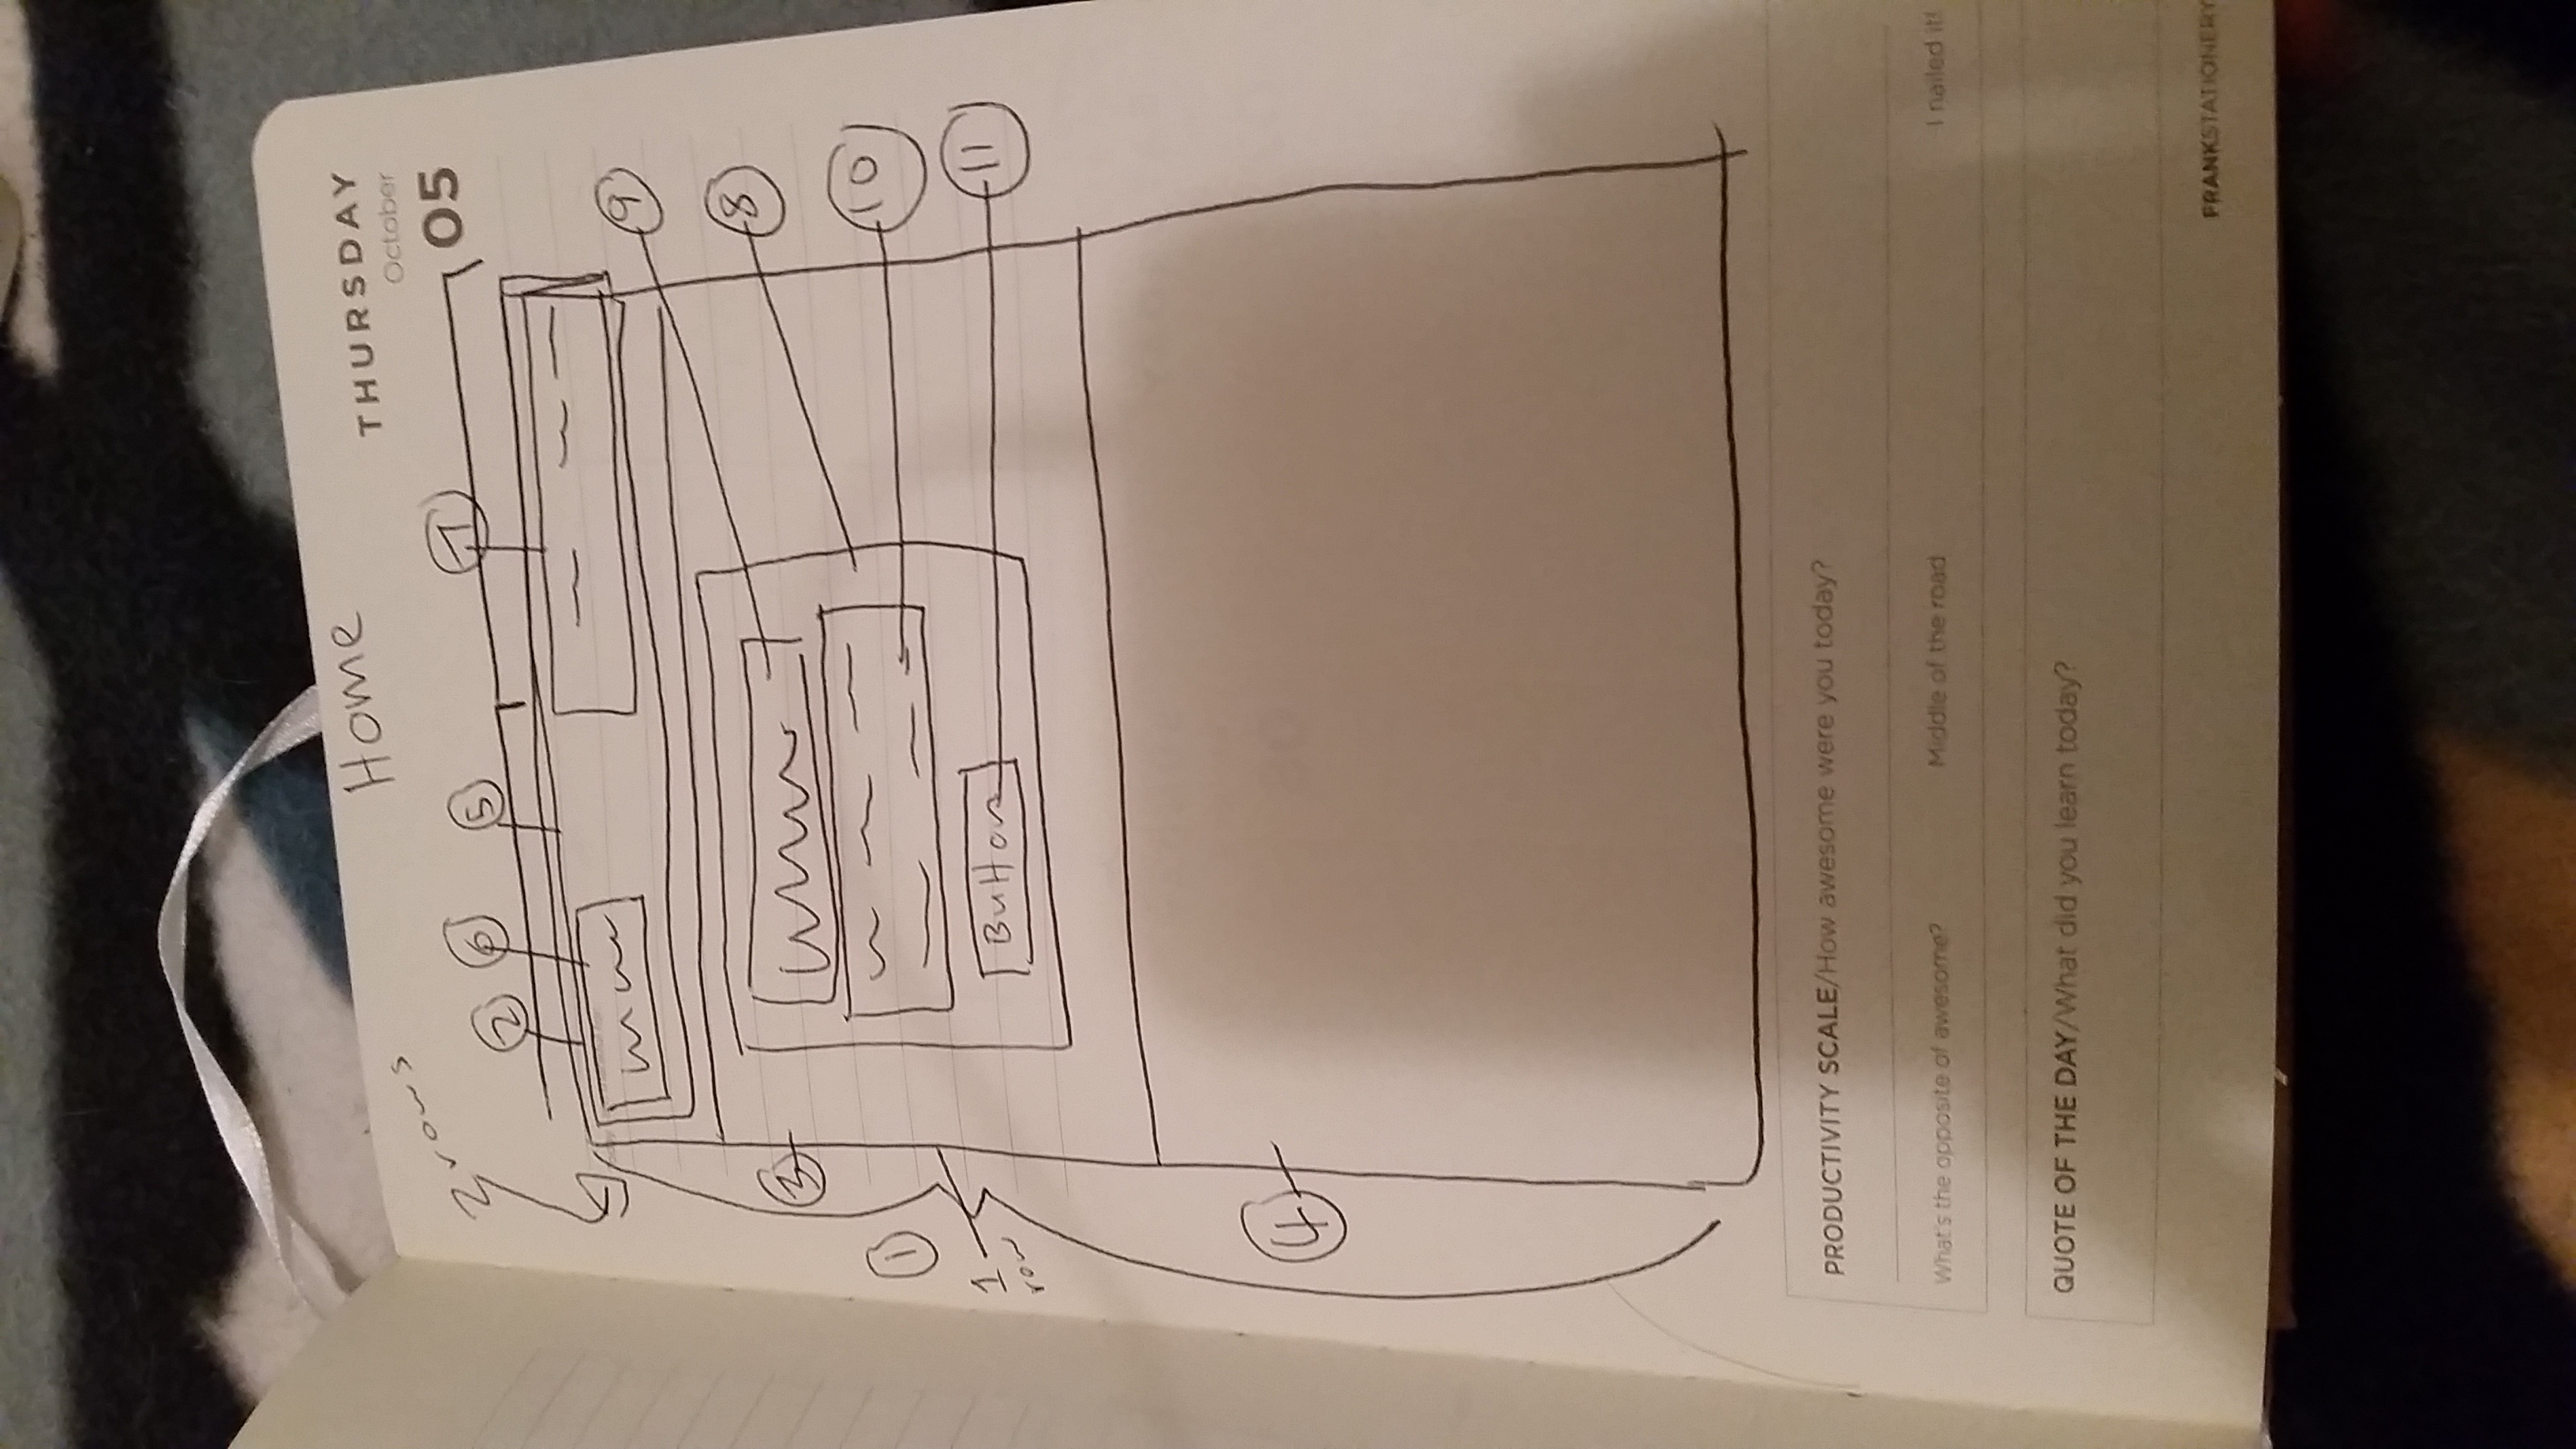 Home
THURSDAY
October
05
2 rows
2
6
5
7
9
3
8
1
10
1
row
Button
11
4
PRODUCTIVITY SCALE/How awesome were you today?
What's the opposite of awesome? Middle of the road I nailed it!
QUOTE OF THE DAY/What did you learn today?
FRANKSTATIONERY